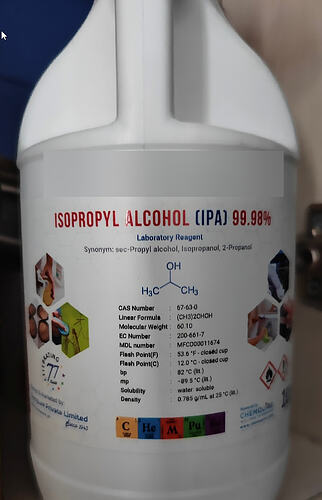 ISOPROPYL ALCOHOL (IPA) 99.98%
Laboratory Reagent
Synonym: sec-Propyl alcohol, Isopropanol, 2-Propanol
OH
H₃C CH₃
CAS Number : 67-63-0
Linear Formula : (CH3)2CHOH
Molecular Weight : 60.10
EC Number : 200-661-7
MDL number : MFCD00011674
Flash Point(F) : 53.6 °F - closed cup
Flash Point(C) : 12.0 °C - closed cup
bp : 82 °C (lit.)
mp : -89.5 °C (lit.)
Solubility : water: soluble
Density : 0.785 g/mL at 25 °C (lit.)
77
Private Limited
Since 1943
C He M Pu